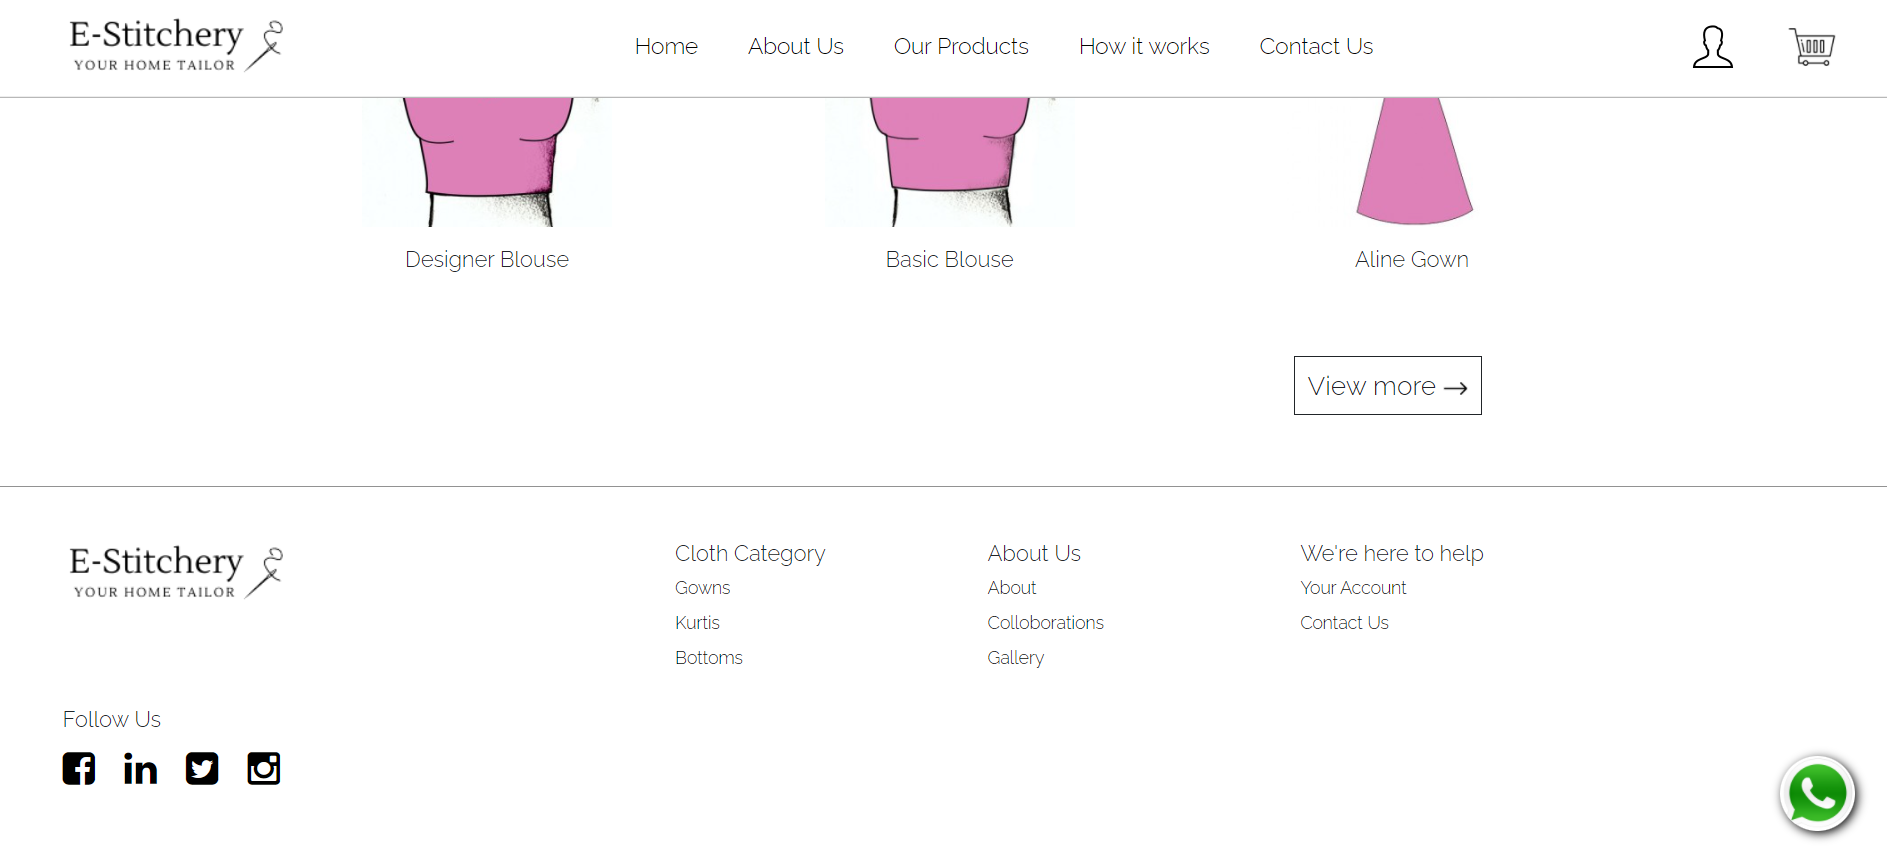 E-Stitchery
YOUR HOME TAILOR
Home About Us Our Products How it works Contact Us
Designer Blouse Basic Blouse Aline Gown
View more →
E-Stitchery
YOUR HOME TAILOR
Cloth Category
Gowns
Kurtis
Bottoms
About Us
About
Colloborations
Gallery
We're here to help
Your Account
Contact Us
Follow Us